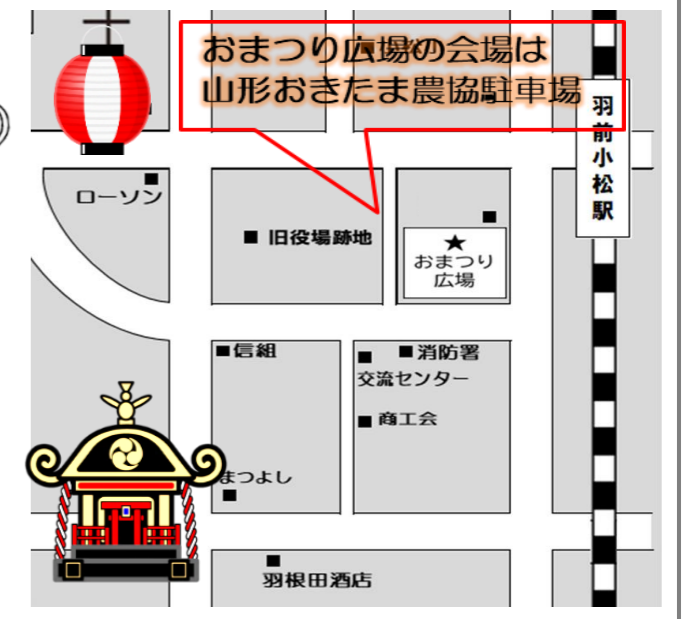 おまつり広場の会場は
山形おきたま農協駐車場
羽前小松駅
ローソン
旧役場跡地
★
おまつり
広場
信組
消防署
交流センター
商工会
まつよし
羽根田酒店